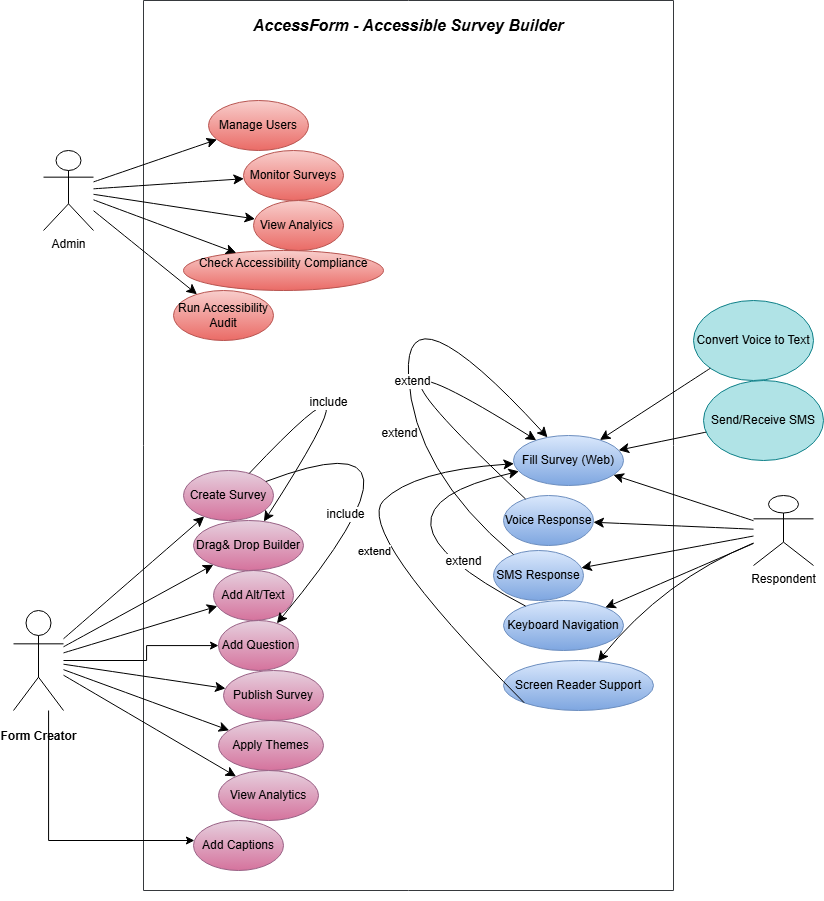 AccessForm - Accessible Survey Builder
Manage Users
Monitor Surveys
View Analyics
Admin
Check Accessibility Compliance
Run Accessibility
Audit
Convert Voice to Text
extend
include
Send/Receive SMS
extend
Fill Survey (Web)
Create Survey
include
Voice Response
Drag& Drop Builder
extend
extend
SMS Response
Respondent
Add Alt/Text
Keyboard Navigation
Add Question
Screen Reader Support
Publish Survey
Form Creator
Apply Themes
View Analytics
Add Captions